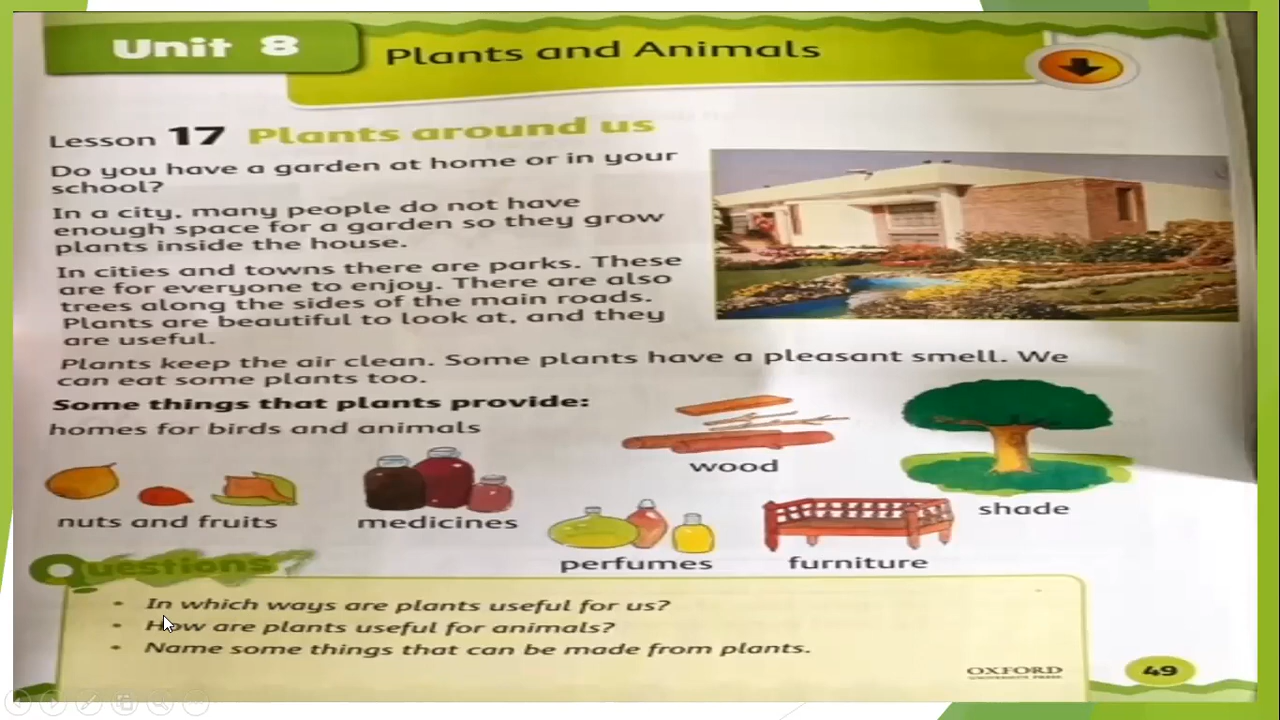 Unit 8
Plants and Animals
Lesson 17 Plants around us
Do you have a garden at home or in your
school?
In a city, many people do not have
enough space for a garden so they grow
plants inside the house.
In cities and towns there are parks. These
are for everyone to enjoy. There are also
trees along the sides of the main roads.
Plants are beautiful to look at, and they
are useful.
Plants keep the air clean. Some plants have a pleasant smell. We
can eat some plants too.
Some things that plants provide:
homes for birds and animals
wood
shade
nuts and fruits
medicines
perfumes
furniture
Questions
• In which ways are plants useful for us?
• How are plants useful for animals?
• Name some things that can be made from plants.
OXFORD
UNIVERSITY PRESS
49